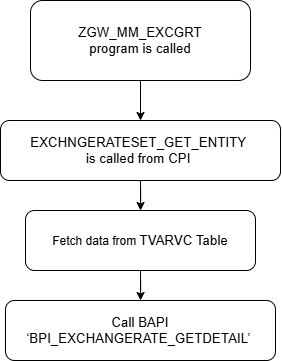 ZGW_MM_EXCGRT
program is called
EXCHNGERATESET_GET_ENTITY
is called from CPI
Fetch data from TVARVC Table
Call BAPI
‘BPI_EXCHANGERATE_GETDETAIL’